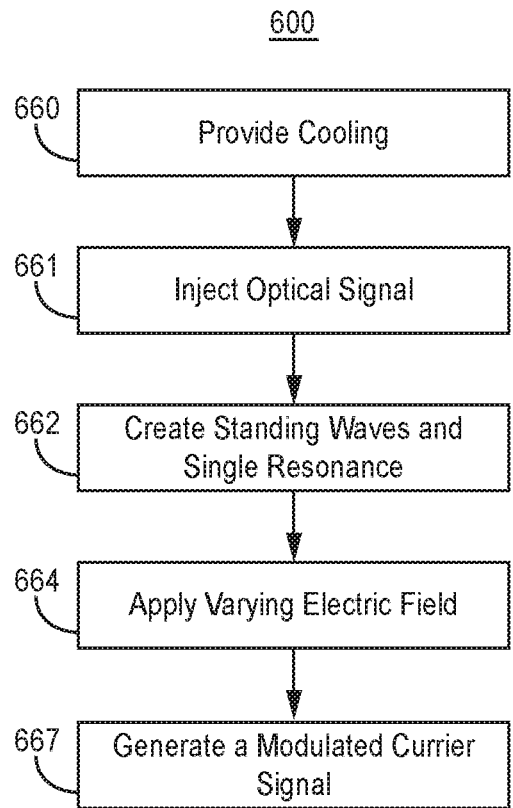 600
660
Provide Cooling
661
Inject Optical Signal
662
Create Standing Waves and
Single Resonance
664
Apply Varying Electric Field
667
Generate a Modulated Currier
Signal